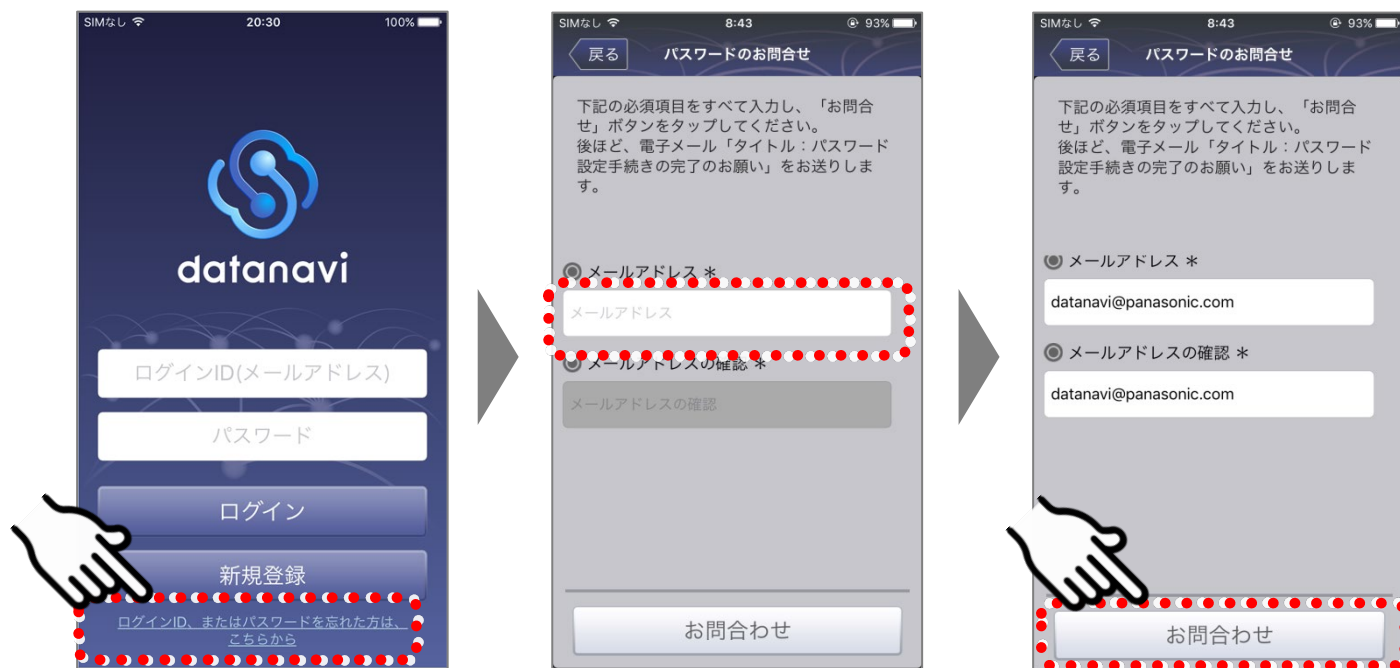 SIMなし 20:30 100%
datanavi
ログインID(メールアドレス)
パスワード
ログイン
新規登録
ログインID、またはパスワードを忘れた方は、
こちらから
SIMなし 8:43 93%
戻る パスワードのお問合せ
下記の必須項目をすべて入力し、「お問合
せ」ボタンをタップしてください。
後ほど、電子メール「タイトル：パスワード
設定手続きの完了のお願い」をお送りしま
す。
メールアドレス ＊
メールアドレス
メールアドレスの確認 ＊
メールアドレスの確認
お問合わせ
SIMなし 8:43 93%
戻る パスワードのお問合せ
下記の必須項目をすべて入力し、「お問合
せ」ボタンをタップしてください。
後ほど、電子メール「タイトル：パスワード
設定手続きの完了のお願い」をお送りしま
す。
メールアドレス ＊
datanavi@panasonic.com
メールアドレスの確認 ＊
datanavi@panasonic.com
お問合わせ